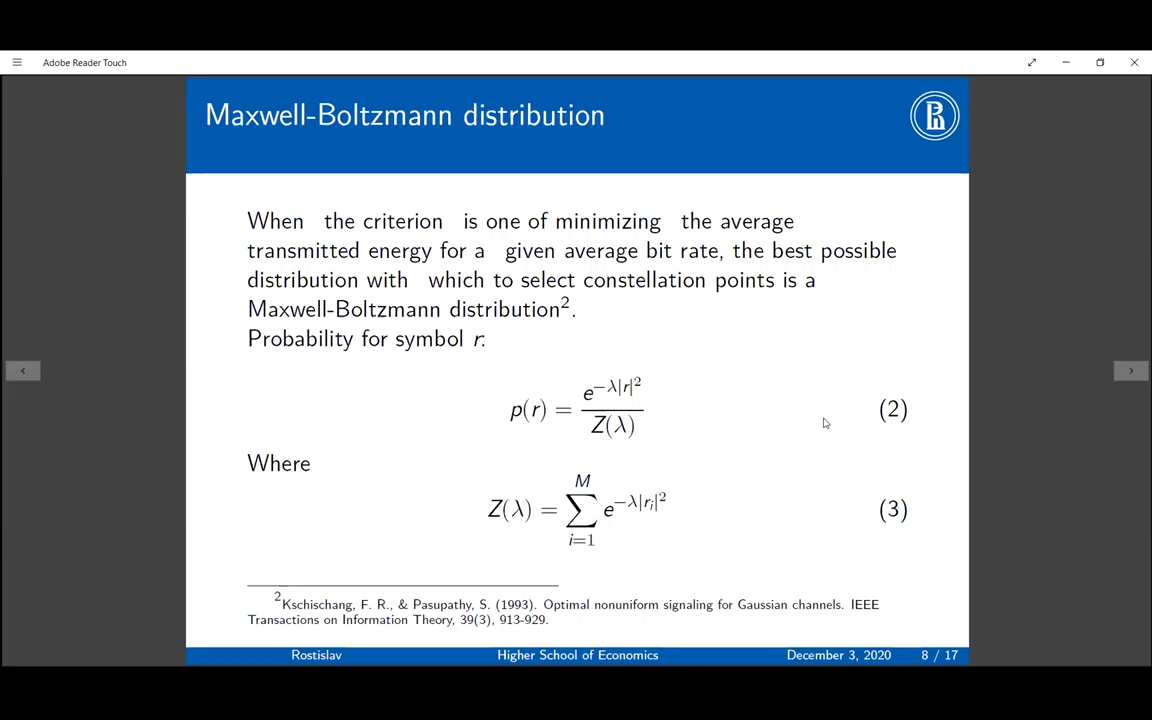 Adobe Reader Touch
Maxwell-Boltzmann distribution
When the criterion is one of minimizing the average
transmitted energy for a given average bit rate, the best possible
distribution with which to select constellation points is a
Maxwell-Boltzmann distribution².
Probability for symbol r:
p(r) = e^{−λ|r|²} / Z(λ) (2)
Where
Z(λ) = ∑_{i=1}^{M} e^{−λ|r_i|²} (3)
²Kschischang, F. R., & Pasupathy, S. (1993). Optimal nonuniform signaling for Gaussian channels. IEEE
Transactions on Information Theory, 39(3), 913-929.
Rostislav Higher School of Economics December 3, 2020 8 / 17